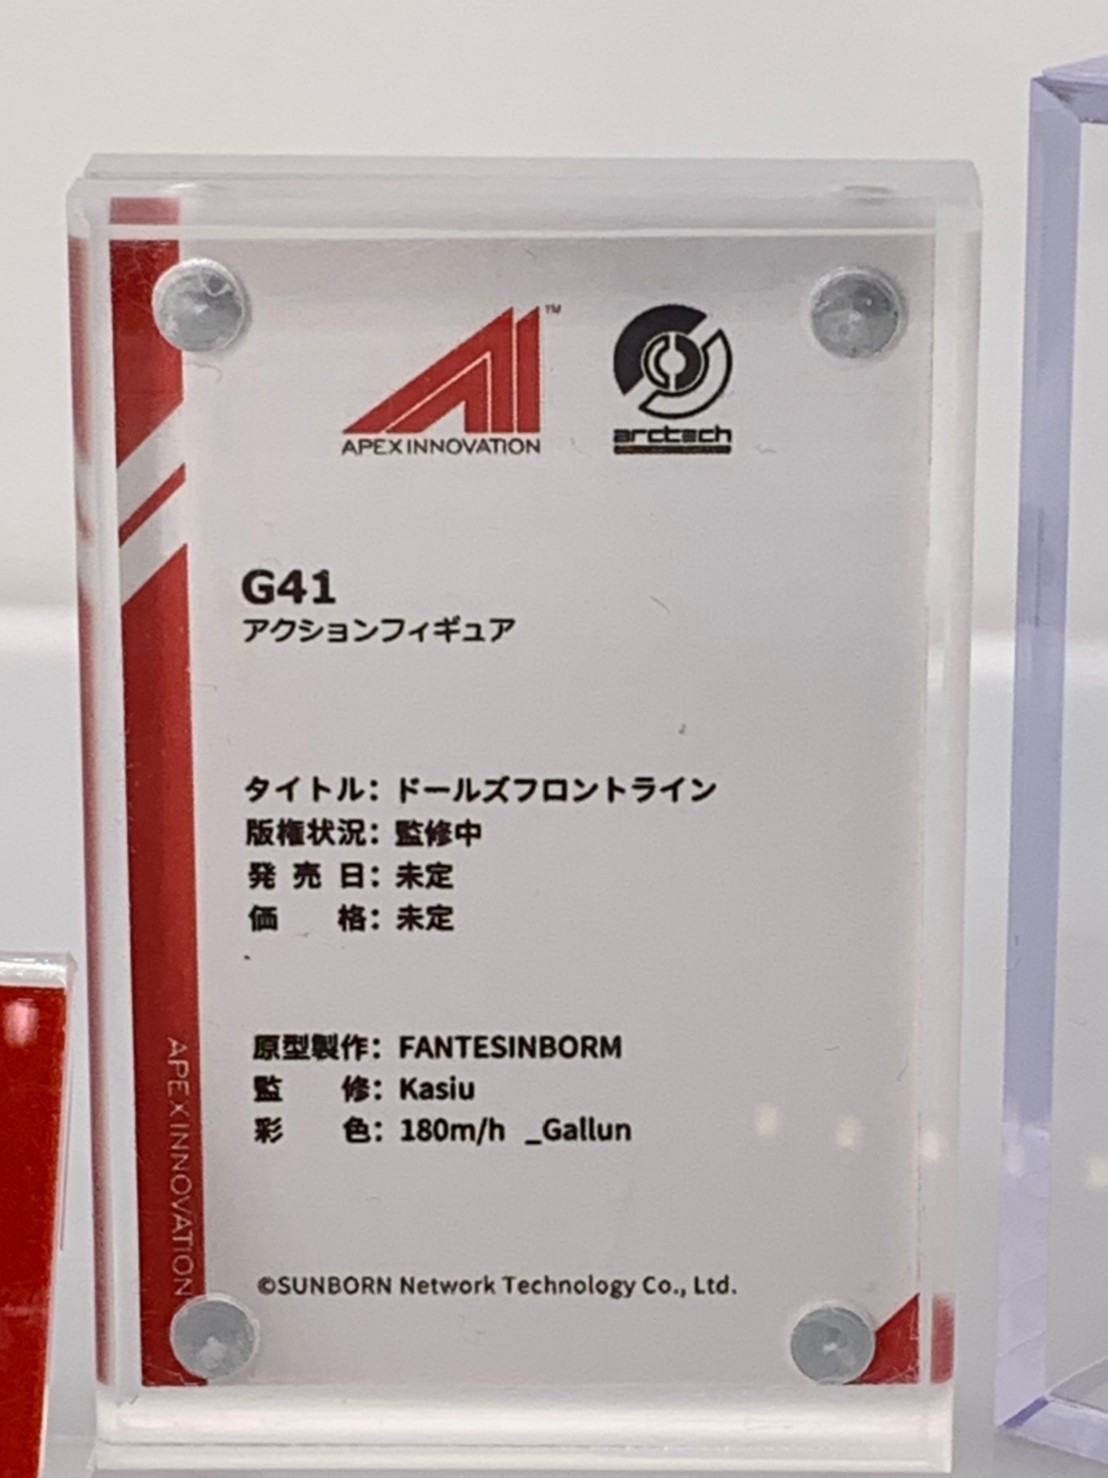 TM
APEX INNOVATION
arctech
G41
アクションフィギュア
タイトル：ドールズフロントライン
版権状況：監修中
発売日：未定
価格：未定
原型製作：FANTESINBORM
監修：Kasiu
彩色：180m/h _Gallun
©SUNBORN Network Technology Co., Ltd.
APEX INNOVATION